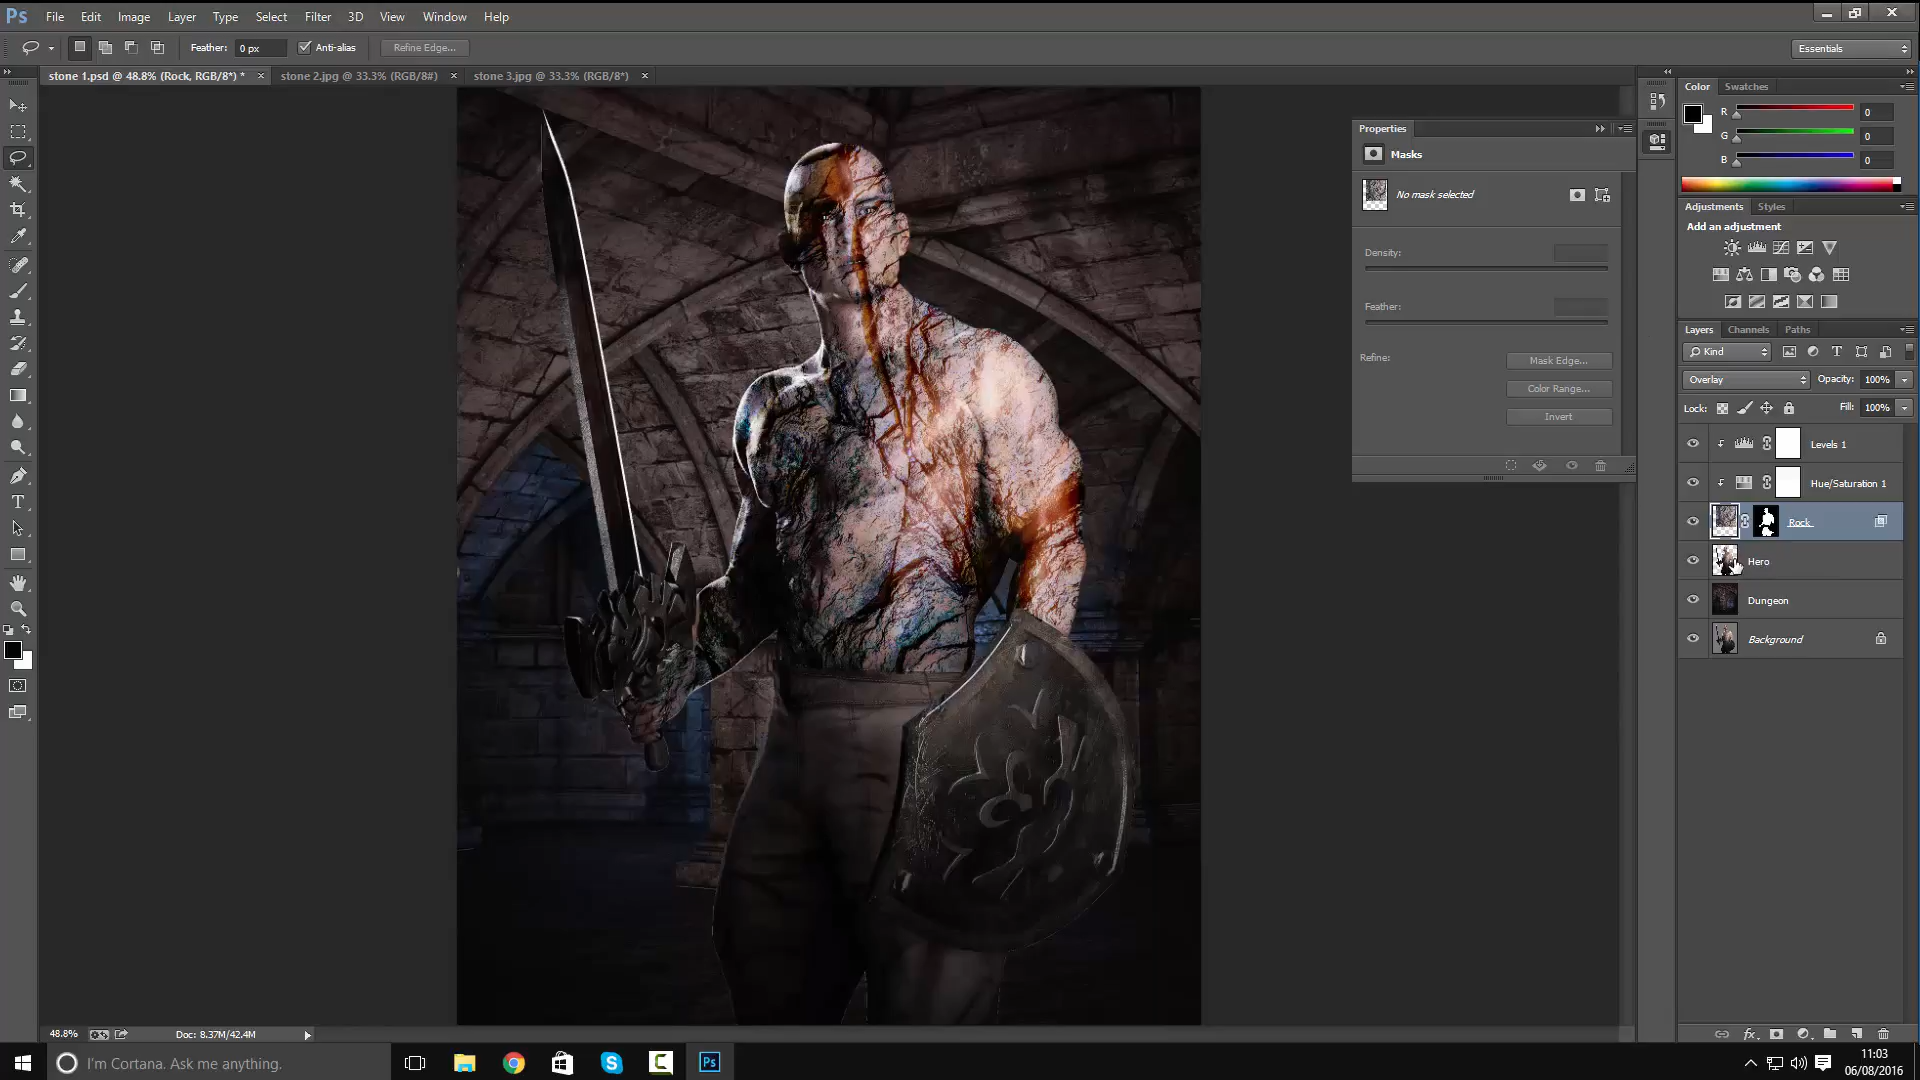 Ps File Edit Image Layer Type Select Filter 3D View Window Help
Feather: 0 px Anti-alias Refine Edge... Essentials
stone 1.psd @ 48.8% (Rock, RGB/8*) * × stone 2.jpg @ 33.3% (RGB/8#) × stone 3.jpg @ 33.3% (RGB/8*) ×
Color Swatches
R 0
G 0
B 0
Properties
Masks
No mask selected
Density:
Feather:
Refine: Mask Edge...
Color Range...
Invert
Adjustments Styles
Add an adjustment
Layers Channels Paths
Kind
Overlay Opacity: 100%
Lock: Fill: 100%
Levels 1
Hue/Saturation 1
Rock
Hero
Dungeon
Background
48.8% Doc: 8.37M/42.4M
I'm Cortana. Ask me anything.
11:03
06/08/2016